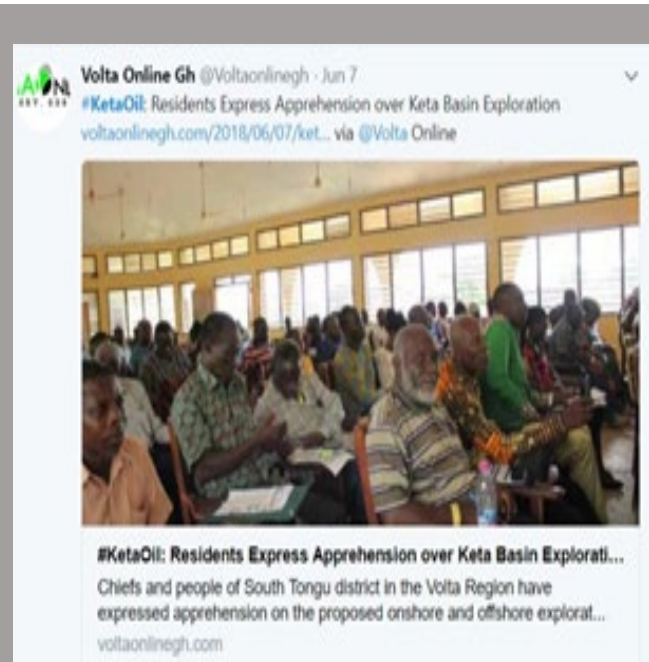 Volta Online Gh @Voltaonlinegh · Jun 7
#KetaOil: Residents Express Apprehension over Keta Basin Exploration
voltaonlinegh.com/2018/06/07/ket... via @Volta Online
#KetaOil: Residents Express Apprehension over Keta Basin Explorati...
Chiefs and people of South Tongu district in the Volta Region have
expressed apprehension on the proposed onshore and offshore explorat...
voltaonlinegh.com